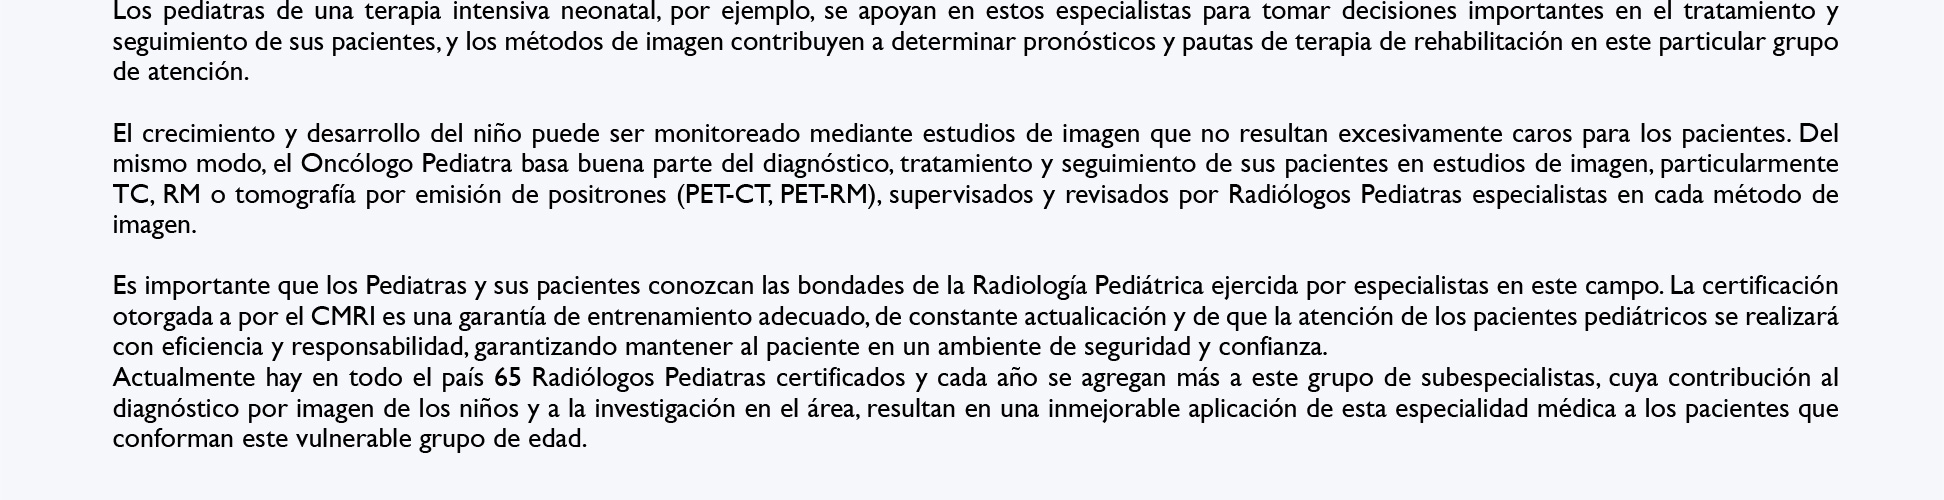 Los pediatras de una terapia intensiva neonatal, por ejemplo, se apoyan en estos especialistas para tomar decisiones importantes en el tratamiento y
seguimiento de sus pacientes, y los métodos de imagen contribuyen a determinar pronósticos y pautas de terapia de rehabilitación en este particular grupo
de atención.
El crecimiento y desarrollo del niño puede ser monitoreado mediante estudios de imagen que no resultan excesivamente caros para los pacientes. Del
mismo modo, el Oncólogo Pediatra basa buena parte del diagnóstico, tratamiento y seguimiento de sus pacientes en estudios de imagen, particularmente
TC, RM o tomografía por emisión de positrones (PET-CT, PET-RM), supervisados y revisados por Radiólogos Pediatras especialistas en cada método de
imagen.
Es importante que los Pediatras y sus pacientes conozcan las bondades de la Radiología Pediátrica ejercida por especialistas en este campo. La certificación
otorgada a por el CMRI es una garantía de entrenamiento adecuado, de constante actualicación y de que la atención de los pacientes pediátricos se realizará
con eficiencia y responsabilidad, garantizando mantener al paciente en un ambiente de seguridad y confianza.
Actualmente hay en todo el país 65 Radiólogos Pediatras certificados y cada año se agregan más a este grupo de subespecialistas, cuya contribución al
diagnóstico por imagen de los niños y a la investigación en el área, resultan en una inmejorable aplicación de esta especialidad médica a los pacientes que
conforman este vulnerable grupo de edad.